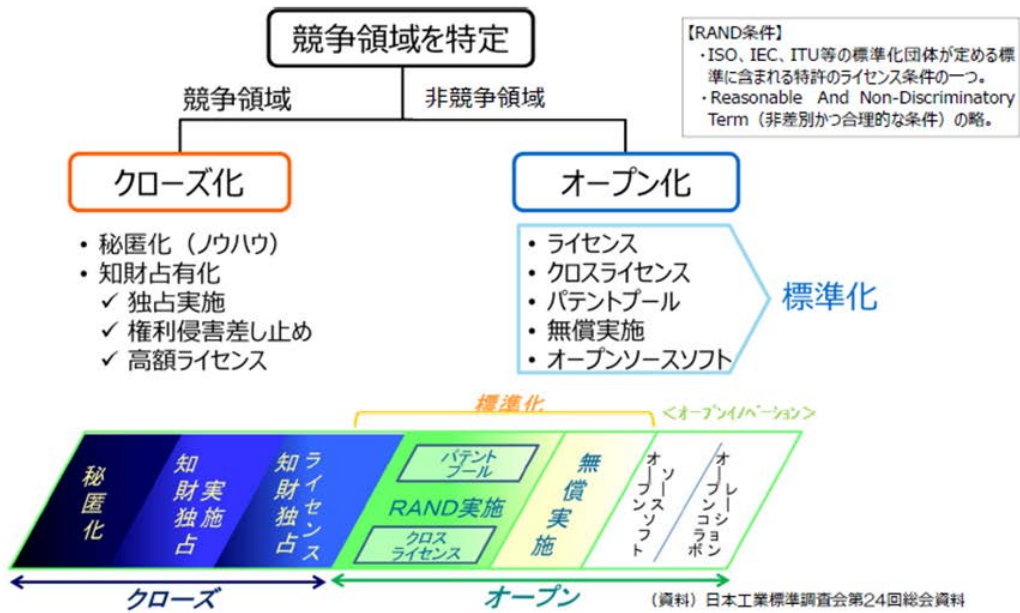 競争領域を特定
【RAND条件】
・ISO、IEC、ITU等の標準化団体が定める標
準に含まれる特許のライセンス条件の一つ。
・Reasonable And Non-Discriminatory
Term（非差別かつ合理的な条件）の略。
競争領域
非競争領域
クローズ化
オープン化
• 秘匿化（ノウハウ）
• 知財占有化
✓ 独占実施
✓ 権利侵害差し止め
✓ 高額ライセンス
• ライセンス
• クロスライセンス
• パテントプール
• 無償実施
• オープンソースソフト
標準化
標準化
＜オープンイノベーション＞
秘匿化
知財独占
実施
知財独占
ライセンス
パテント
プール
RAND実施
クロス
ライセンス
無償実施
オープン
ソースソフト
オープンコラボ
レーション
クローズ
オープン
（資料）日本工業標準調査会第24回総会資料